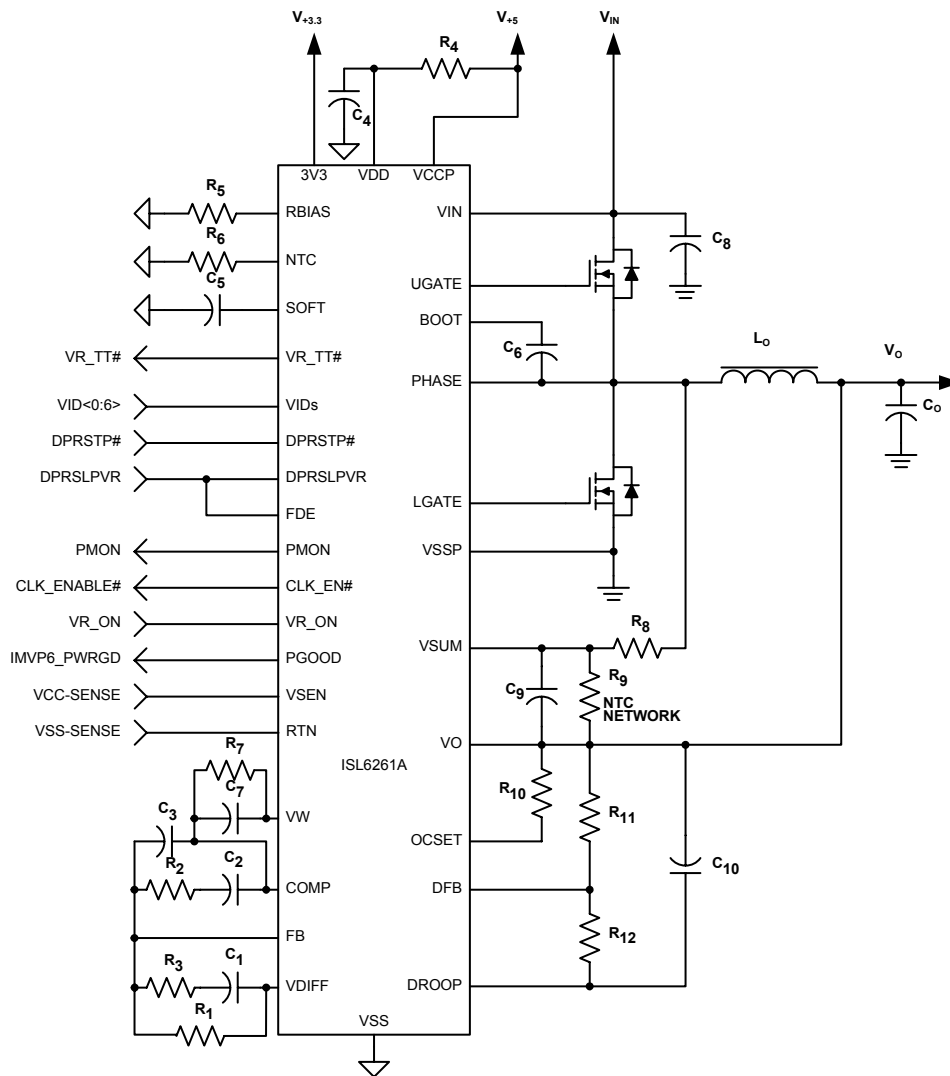 V+3.3
V+5
VIN
R4
C4
3V3
VDD
VCCP
R5
RBIAS
VIN
C8
R6
NTC
UGATE
C5
SOFT
BOOT
C6
LO
VO
VR_TT#
VR_TT#
PHASE
CO
VID<0:6>
VIDs
DPRSTP#
DPRSTP#
DPRSLPVR
DPRSLPVR
LGATE
FDE
PMON
PMON
VSSP
CLK_ENABLE#
CLK_EN#
VR_ON
VR_ON
R8
IMVP6_PWRGD
PGOOD
VSUM
VCC-SENSE
VSEN
C9
R9
NTC
NETWORK
VSS-SENSE
RTN
VO
R7
ISL6261A
C7
R10
R11
C3
VW
OCSET
C10
R2
C2
COMP
DFB
FB
R12
R3
C1
VDIFF
DROOP
R1
VSS